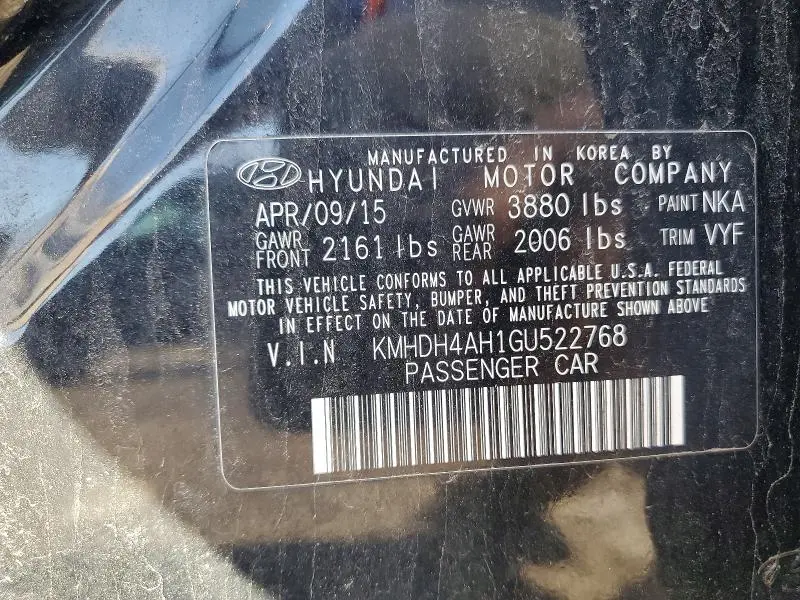 MANUFACTURED IN KOREA BY
HYUNDAI MOTOR COMPANY
APR/09/15 GVWR 3880 lbs PAINT NKA
GAWR FRONT 2161 lbs GAWR REAR 2006 lbs TRIM VYF
THIS VEHICLE CONFORMS TO ALL APPLICABLE U.S.A. FEDERAL
MOTOR VEHICLE SAFETY, BUMPER, AND THEFT PREVENTION STANDARDS
IN EFFECT ON THE DATE OF MANUFACTURE SHOWN ABOVE
V.I.N KMHDH4AH1GU522768
PASSENGER CAR